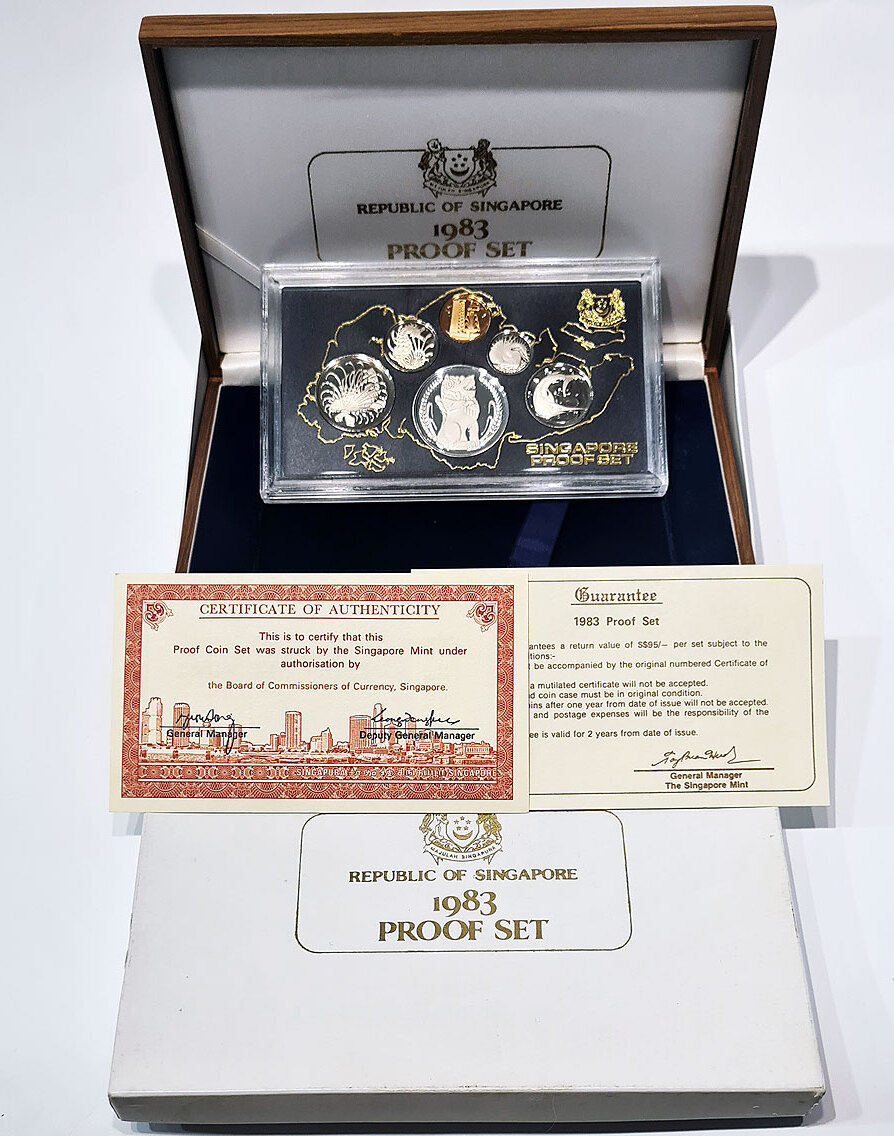 REPUBLIC OF SINGAPORE
1983
PROOF SET
SINGAPORE
PROOF SET
CERTIFICATE OF AUTHENTICITY
This is to certify that this
Proof Coin Set was struck by the Singapore Mint under
authorisation by
the Board of Commissioners of Currency, Singapore.
General Manager
Deputy General Manager
SINGAPURA
SINGAPORE
Guarantee
1983 Proof Set
antees a return value of S$95/– per set subject to the
tions:-
t be accompanied by the original numbered Certificate of
a mutilated certificate will not be accepted.
d coin case must be in original condition.
ins after one year from date of issue will not be accepted.
and postage expenses will be the responsibility of the
ee is valid for 2 years from date of issue.
General Manager
The Singapore Mint
MAJULAH SINGAPURA
REPUBLIC OF SINGAPORE
1983
PROOF SET